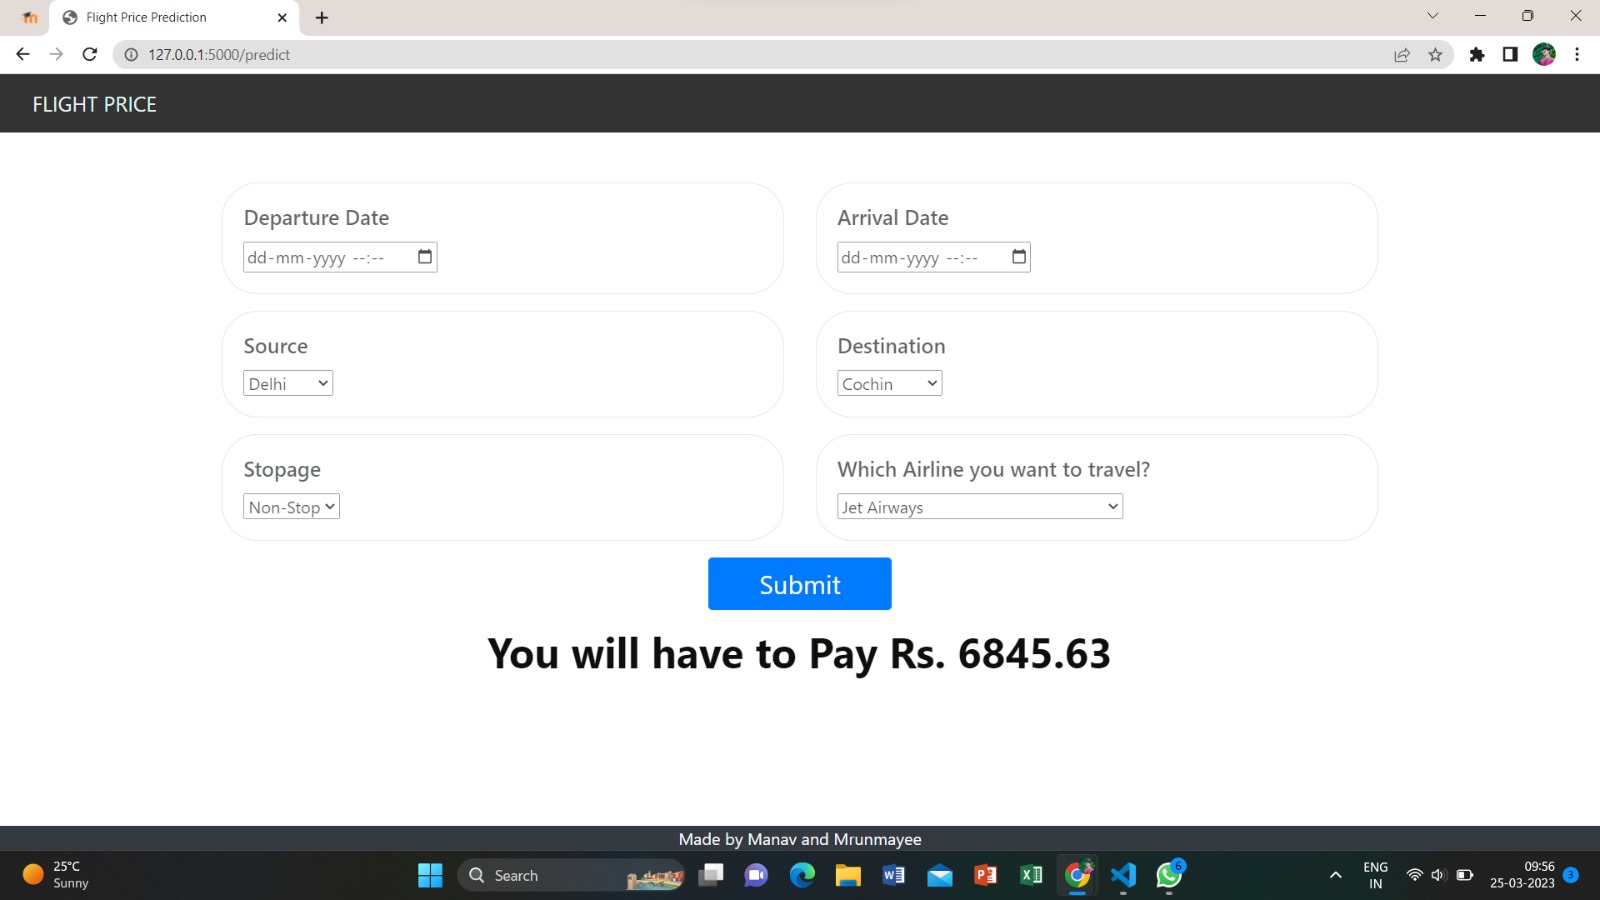 Flight Price Prediction
127.0.0.1:5000/predict
FLIGHT PRICE
Departure Date
Arrival Date
dd-mm-yyyy --:--
dd-mm-yyyy --:--
Source
Destination
Delhi
Cochin
Stopage
Which Airline you want to travel?
Non-Stop
Jet Airways
Submit
You will have to Pay Rs. 6845.63
Made by Manav and Mrunmayee
25°C
Sunny
Search
6
ENG
IN
09:56
25-03-2023
3